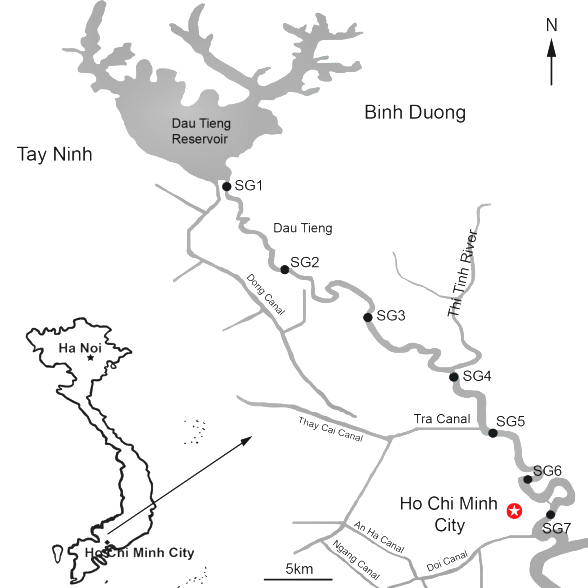 N
Binh Duong
Dau Tieng
Reservoir
Tay Ninh
SG1
Dau Tieng
Thi Tinh River
SG2
Dong Canal
SG3
Ha Noi
SG4
Tra Canal
SG5
Thay Cai Canal
SG6
Ho Chi Minh
City
SG7
An Ha Canal
Ngang Canal
Doi Canal
Ho Chi Minh City
5km